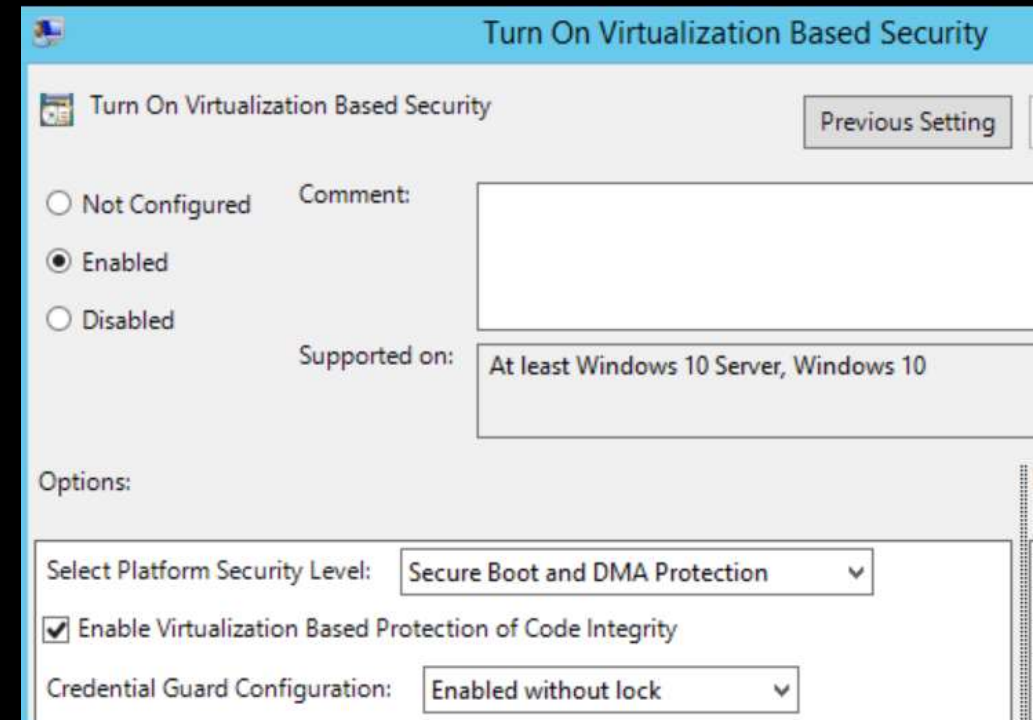 Turn On Virtualization Based Security
Turn On Virtualization Based Security
Previous Setting
Not Configured
Comment:
Enabled
Disabled
Supported on:
At least Windows 10 Server, Windows 10
Options:
Select Platform Security Level: Secure Boot and DMA Protection
Enable Virtualization Based Protection of Code Integrity
Credential Guard Configuration: Enabled without lock